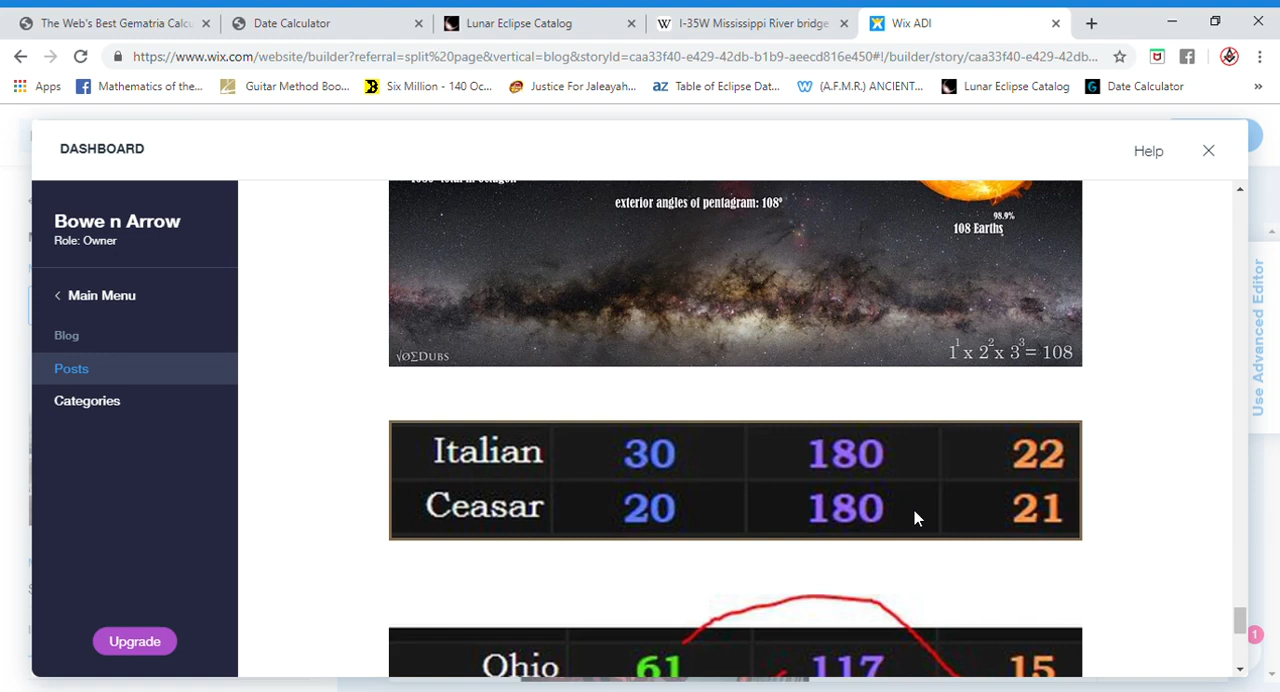 The Web's Best Gematria Calcu
Date Calculator
Lunar Eclipse Catalog
I-35W Mississippi River bridge
Wix ADI
https://www.wix.com/website/builder?referral=split%20page&vertical=blog&storyId=caa33f40-e429-42db-b1b9-aeecd816e450#!/builder/story/caa33f40-e429-42db...
Apps
Mathematics of the...
Guitar Method Boo...
Six Million - 140 Oc...
Justice For Jaleayah...
Table of Eclipse Dat...
(A.F.M.R.) ANCIENT...
Lunar Eclipse Catalog
Date Calculator
»
DASHBOARD
Help
Bowe n Arrow
Role: Owner
Main Menu
Blog
Posts
Categories
Upgrade
exterior angles of pentagram: 108º
98.9%
108 Earths
√ØΣDUBS
1¹ x 2² x 3³ = 108
Italian 30 180 22
Ceasar 20 180 21
Ohio 61 117 15
Use Advanced Editor
1